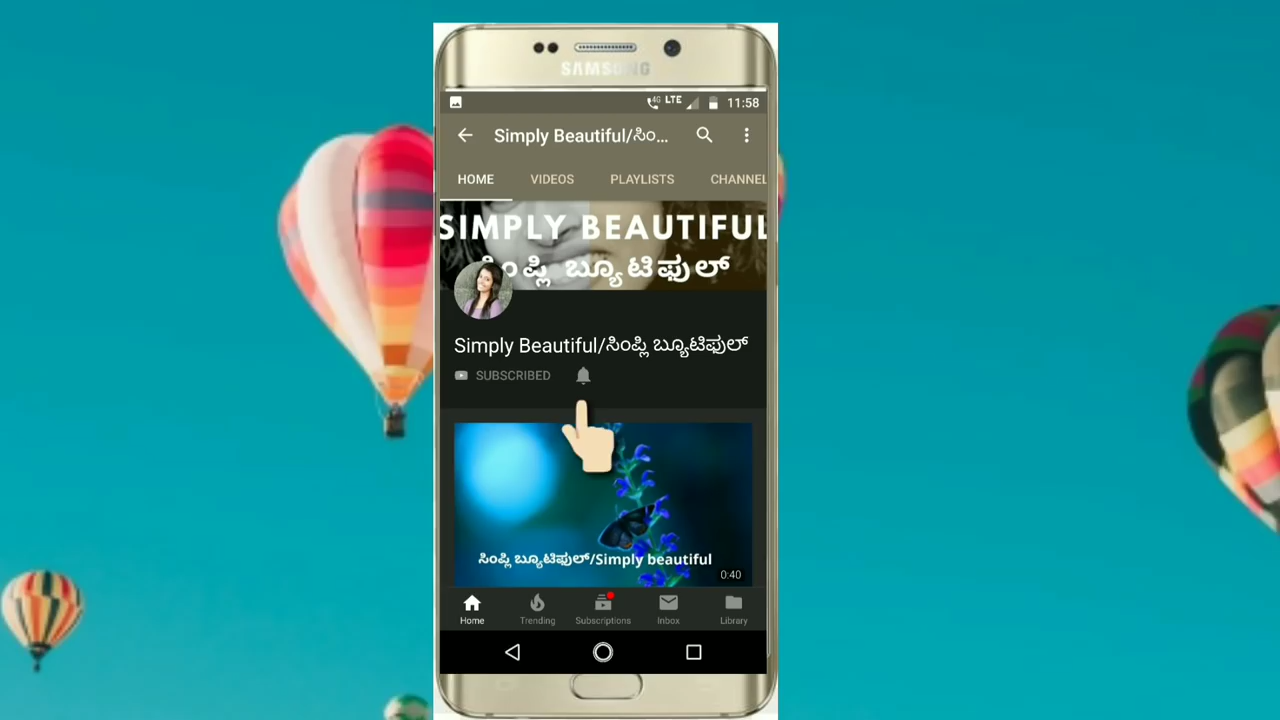 SAMSUNG
4G LTE 11:58
Simply Beautiful/ಸಿಂ...
HOME VIDEOS PLAYLISTS CHANNEL
SIMPLY BEAUTIFUL
ಸಿಂಪ್ಲಿ ಬ್ಯೂಟಿಫುಲ್
Simply Beautiful/ಸಿಂಪ್ಲಿ ಬ್ಯೂಟಿಫುಲ್
SUBSCRIBED
ಸಿಂಪ್ಲಿ ಬ್ಯೂಟಿಫುಲ್/Simply beautiful
0:40
Home Trending Subscriptions Inbox Library